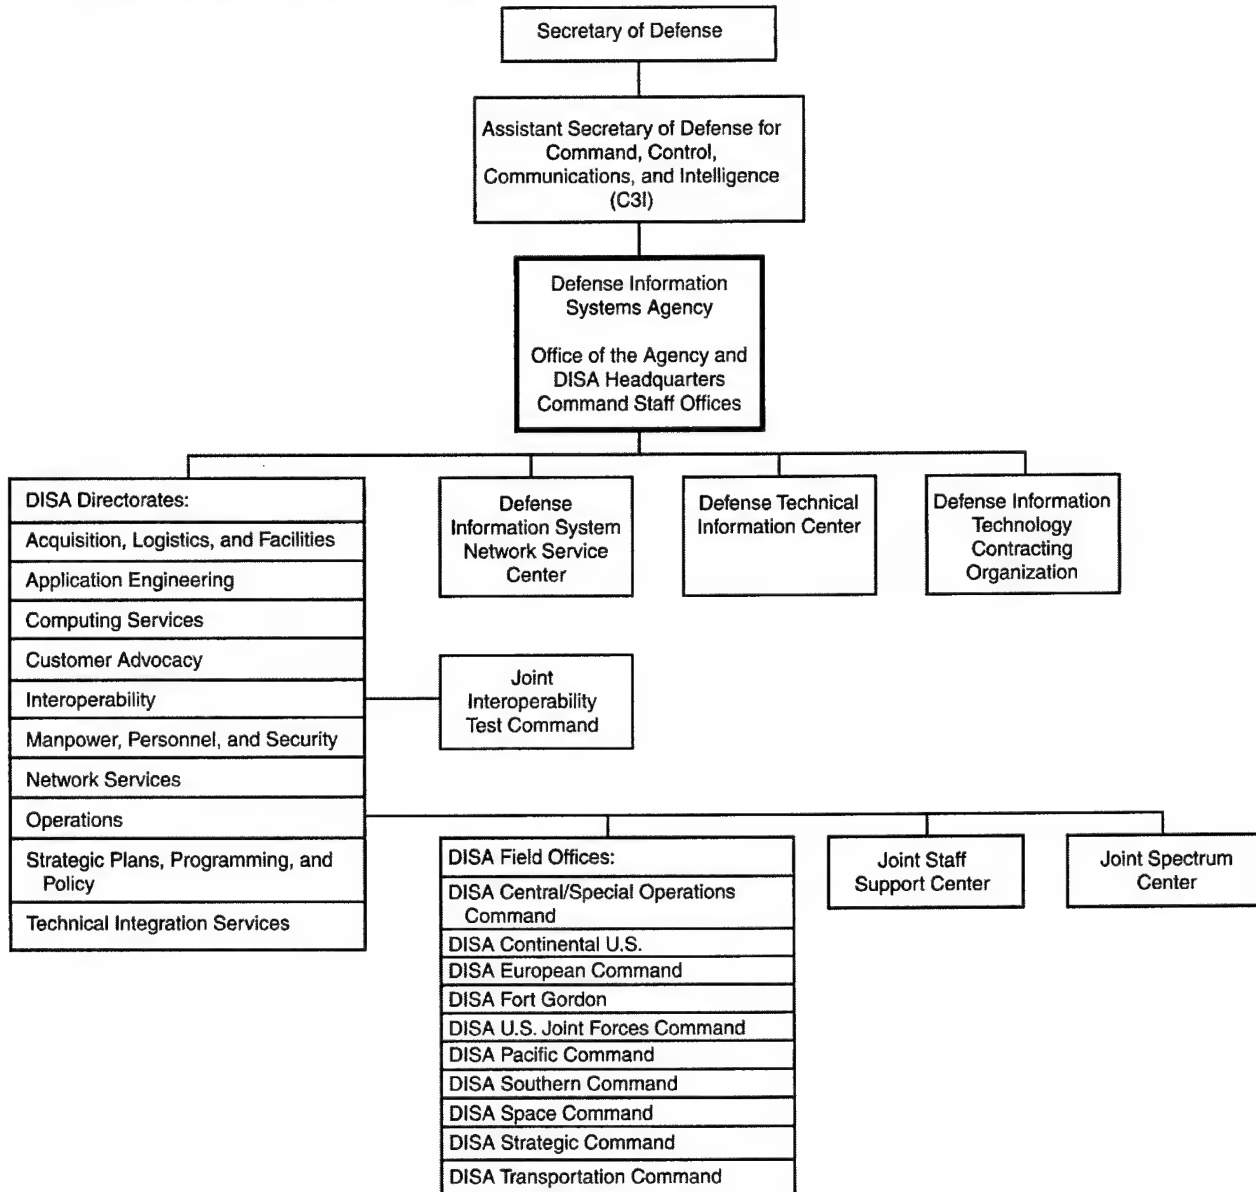 Secretary of Defense
Assistant Secretary of Defense for
Command, Control,
Communications, and Intelligence
(C3I)
Defense Information
Systems Agency
Office of the Agency and
DISA Headquarters
Command Staff Offices
DISA Directorates:
Acquisition, Logistics, and Facilities
Application Engineering
Computing Services
Customer Advocacy
Interoperability
Manpower, Personnel, and Security
Network Services
Operations
Strategic Plans, Programming, and
Policy
Technical Integration Services
Defense
Information System
Network Service
Center
Defense Technical
Information Center
Defense Information
Technology
Contracting
Organization
Joint
Interoperability
Test Command
DISA Field Offices:
DISA Central/Special Operations
Command
DISA Continental U.S.
DISA European Command
DISA Fort Gordon
DISA U.S. Joint Forces Command
DISA Pacific Command
DISA Southern Command
DISA Space Command
DISA Strategic Command
DISA Transportation Command
Joint Staff
Support Center
Joint Spectrum
Center